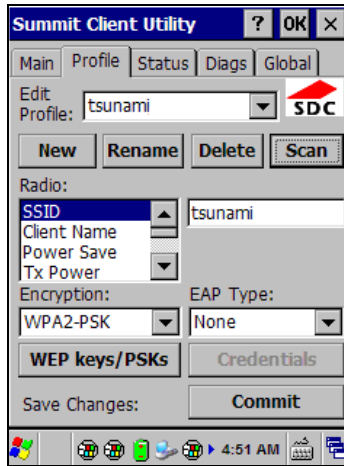 Summit Client Utility ? OK ×
Main Profile Status Diags Global
Edit
Profile: tsunami SDC
New Rename Delete Scan
Radio:
SSID tsunami
Client Name
Power Save
Tx Power
Encryption: EAP Type:
WPA2-PSK None
WEP keys/PSKs Credentials
Save Changes: Commit
4:51 AM